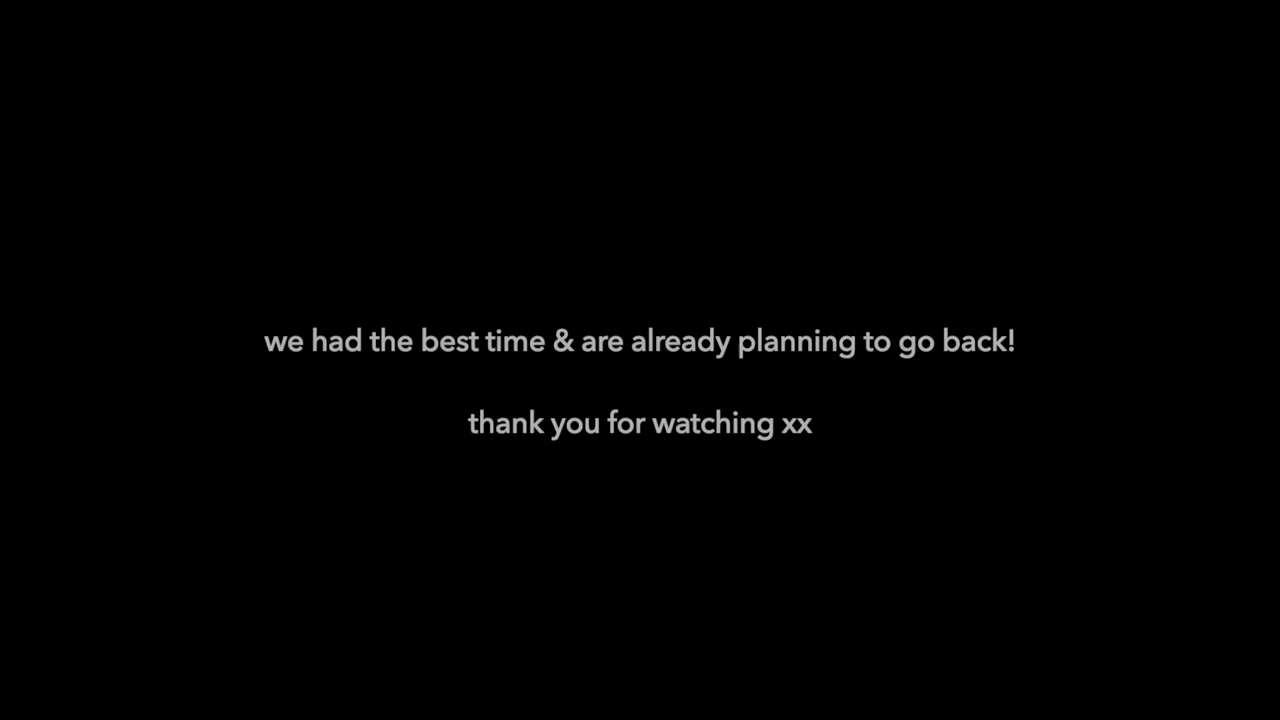 we had the best time & are already planning to go back!
thank you for watching xx